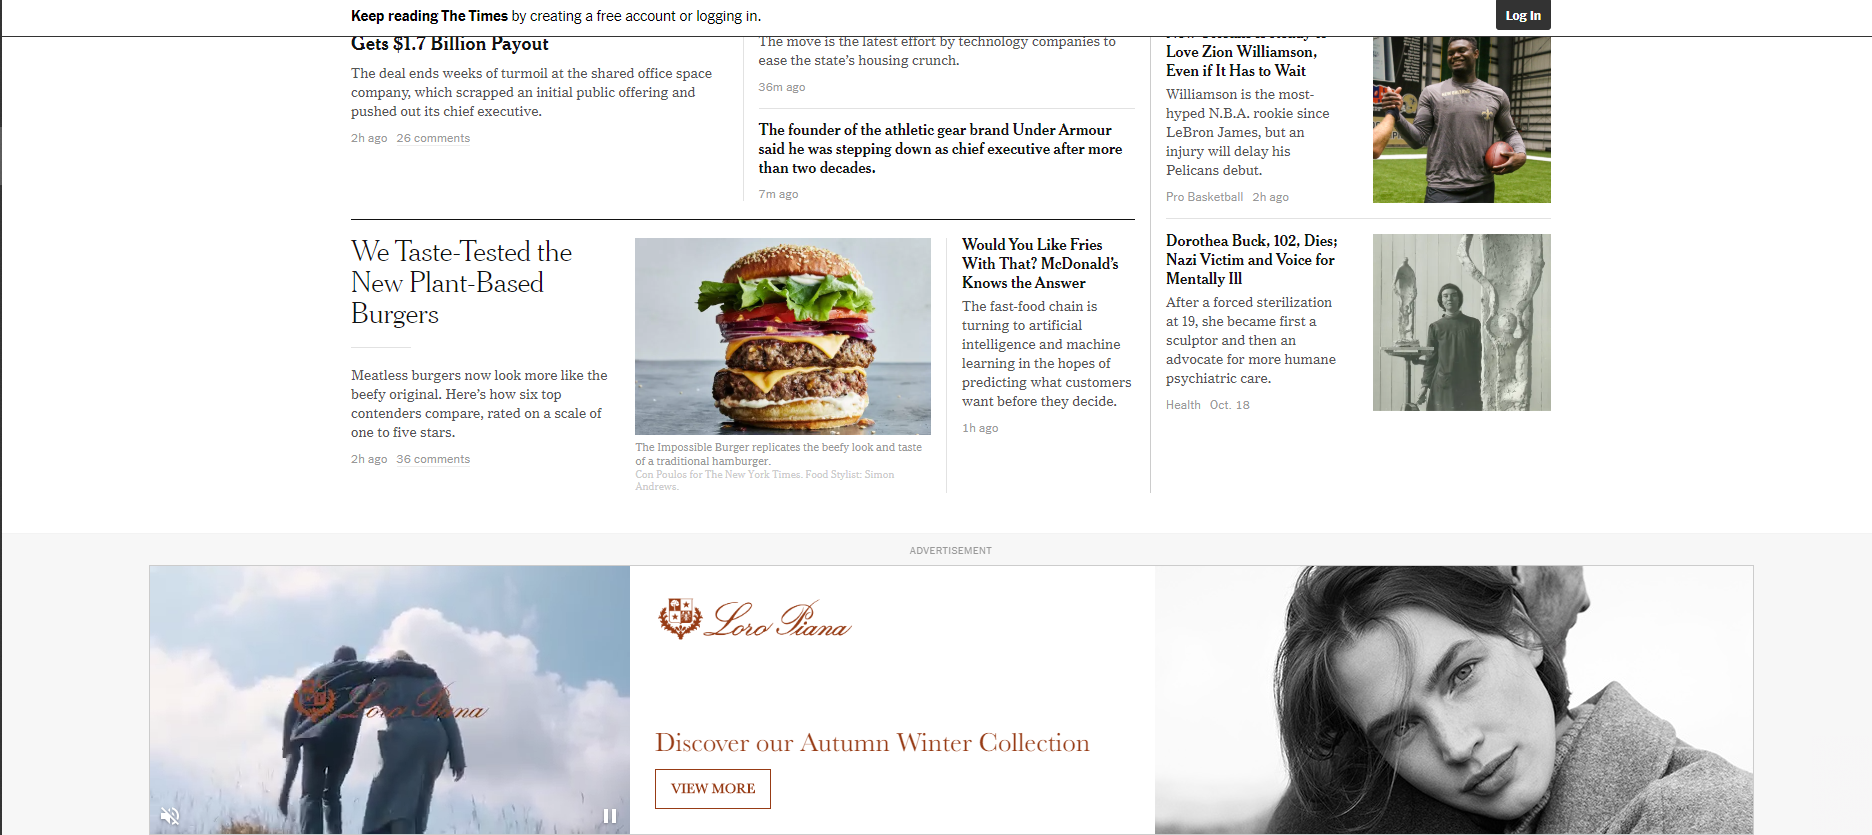 Keep reading The Times by creating a free account or logging in.
Log In
Gets $1.7 Billion Payout
The deal ends weeks of turmoil at the shared office space
company, which scrapped an initial public offering and
pushed out its chief executive.
2h ago 26 comments
The move is the latest effort by technology companies to
ease the state's housing crunch.
36m ago
The founder of the athletic gear brand Under Armour
said he was stepping down as chief executive after more
than two decades.
7m ago
Love Zion Williamson,
Even if It Has to Wait
Williamson is the most-
hyped N.B.A. rookie since
LeBron James, but an
injury will delay his
Pelicans debut.
Pro Basketball 2h ago
We Taste-Tested the
New Plant-Based
Burgers
Meatless burgers now look more like the
beefy original. Here's how six top
contenders compare, rated on a scale of
one to five stars.
2h ago 36 comments
The Impossible Burger replicates the beefy look and taste
of a traditional hamburger.
Con Poulos for The New York Times. Food Stylist: Simon
Andrews.
Would You Like Fries
With That? McDonald's
Knows the Answer
The fast-food chain is
turning to artificial
intelligence and machine
learning in the hopes of
predicting what customers
want before they decide.
1h ago
Dorothea Buck, 102, Dies;
Nazi Victim and Voice for
Mentally Ill
After a forced sterilization
at 19, she became first a
sculptor and then an
advocate for more humane
psychiatric care.
Health Oct. 18
ADVERTISEMENT
Loro Piana
Loro Piana
Discover our Autumn Winter Collection
VIEW MORE